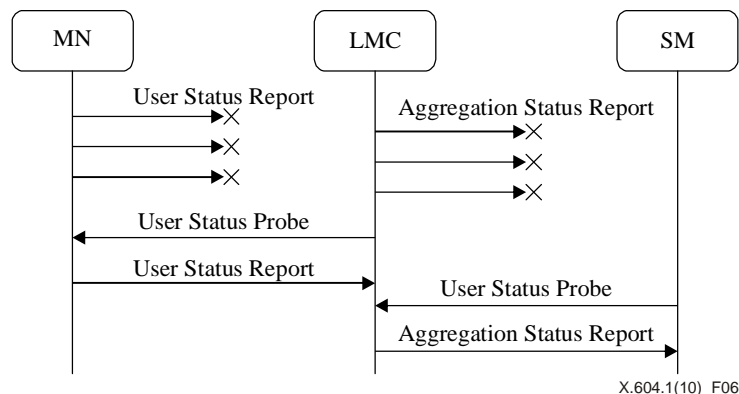 MN LMC SM
User Status Report
Aggregation Status Report
User Status Probe
User Status Report
User Status Probe
Aggregation Status Report
X.604.1(10)_F06